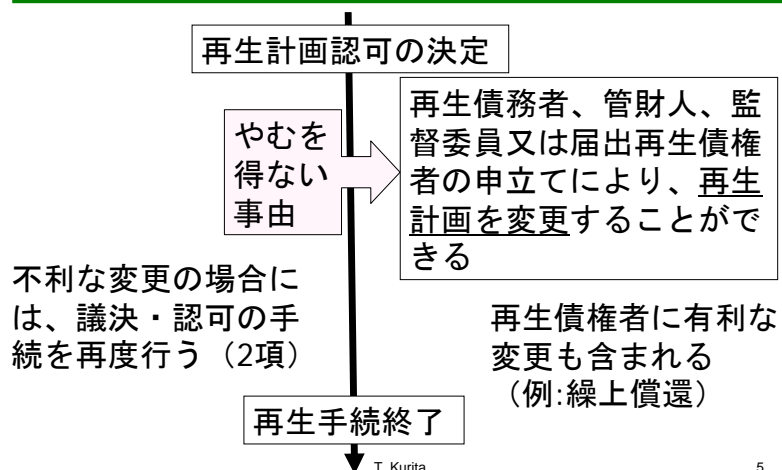 再生計画認可の決定
やむを
得ない
事由
再生債務者、管財人、監
督委員又は届出再生債権
者の申立てにより、再生
計画を変更することがで
きる
不利な変更の場合に
は、議決・認可の手
続を再度行う（2項）
再生債権者に有利な
変更も含まれる
（例:繰上償還）
再生手続終了
T. Kurita
5